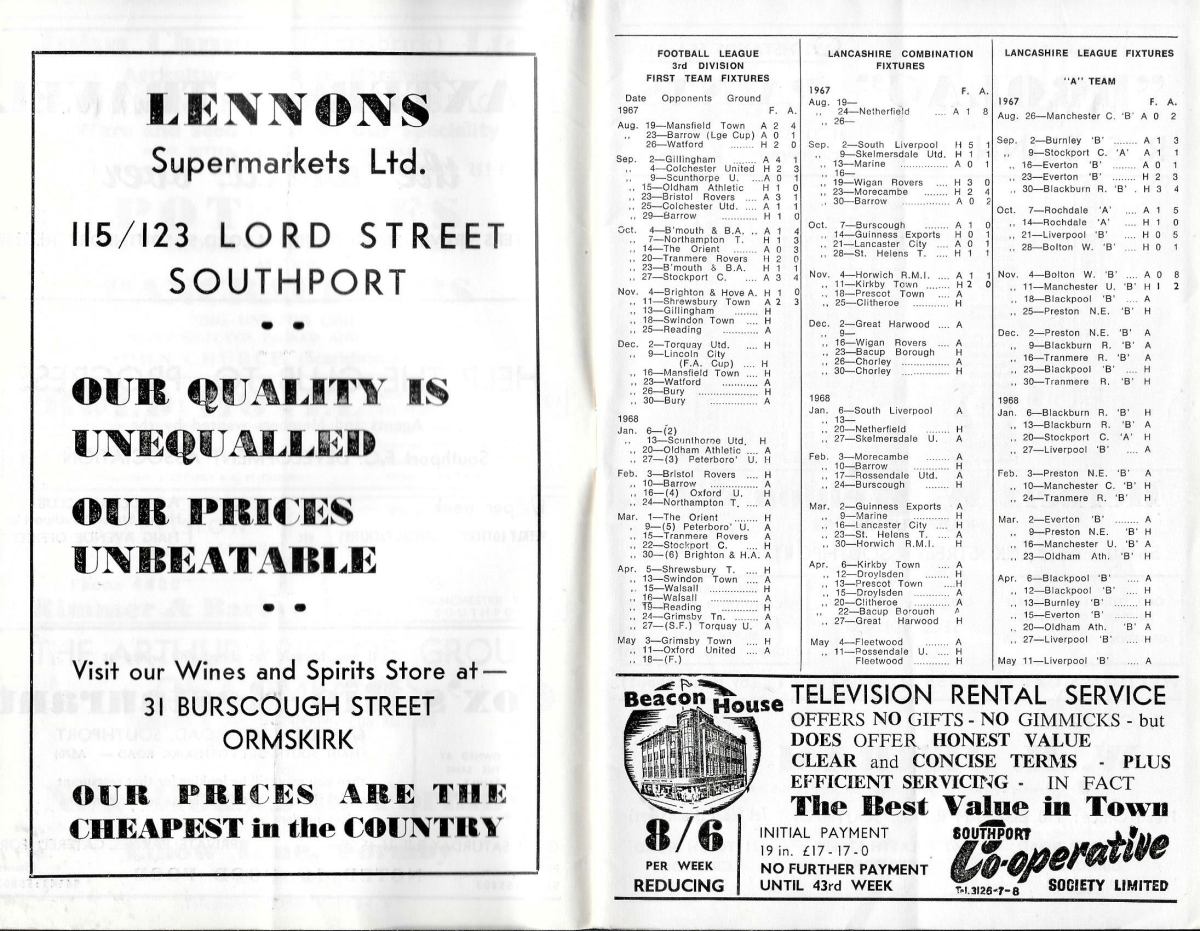 LENNONS
Supermarkets Ltd.
115/123 LORD STREET
SOUTHPORT
OUR QUALITY IS
UNEQUALLED
OUR PRICES
UNBEATABLE
Visit our Wines and Spirits Store at—
31 BURSCOUGH STREET
ORMSKIRK
OUR PRICES ARE THE
CHEAPEST in the COUNTRY
FOOTBALL LEAGUE
3rd DIVISION
FIRST TEAM FIXTURES
Date Opponents Ground
1967 F. A.
Aug. 19—Mansfield Town A 2 4
,, 23—Barrow (Lge Cup) A 0 1
26—Watford ......... H 2 0
Sep. 2—Gillingham ...... A 4 1
,, 4—Colchester United H 2 3
,, 9—Scunthorpe U. ...A 0 1
,, 15—Oldham Athletic H 1 0
,, 23—Bristol Rovers ... A 3 1
,, 25—Colchester Utd. ... A 1 1
,, 29—Barrow ......... H 1 0
Oct. 4—B'mouth & B.A. .. A 1 4
,, 7—Northampton T. H 1 3
,, 14—The Orient ... A 0 3
,, 20—Tranmere Rovers H 2 0
,, 23—B'mouth & B.A. H 1 1
,, 27—Stockport C. ... A 3 4
Nov. 4—Brighton & Hove A. H 1 0
,, 11—Shrewsbury Town A 2 3
,, 13—Gillingham ......... H
,, 18—Swindon Town ... H
,, 25—Reading ............ A
Dec. 2—Torquay Utd. ...... H
,, 9—Lincoln City
(F.A. Cup) .... H
,, 16—Mansfield Town ... H
,, 23—Watford ............ A
,, 26—Bury ............... H
,, 30—Bury ............... A
1968
Jan. 6—(2)
,, 13—Scunthorne Utd. H
,, 20—Oldham Athletic ... A
,, 27—(3) Peterboro' U. H
Feb. 3—Bristol Rovers .... H
,, 10—Barrow ............ A
,, 16—(4) Oxford U. H
,, 24—Northampton T. ... A
Mar. 1—The Orient ...... H
,, 9—(5) Peterboro' U. A
,, 15—Tranmere Rovers A
,, 22—Stockport C. ...... H
,, 30—(6) Brighton & H.A. A
Apr. 5—Shrewsbury T. .... H
,, 13—Swindon Town .... A
,, 15—Walsall ............ H
,, 16—Walsall ............ A
,, 19—Reading ............ H
,, 24—Grimsby Tn. ...... A
,, 27—(S.F.) Torquay U. A
May 3—Grimsby Town .... H
,, 11—Oxford United .... A
,, 18—(F.)
LANCASHIRE COMBINATION
FIXTURES
1967 F. A.
Aug. 19—
,, 24—Netherfield .... A 1 8
,, 26—
Sep. 2—South Liverpool H 5 1
,, 9—Skelmersdale Utd. H 1 1
,, 13—Marine ............ A 0 1
,, 16—
,, 19—Wigan Rovers .... H 3 0
,, 23—Morecambe .... H 2 4
,, 30—Barrow ............ A 0 2
Oct. 7—Burscough ...... A 1 0
,, 14—Guinness Exports H 0 1
,, 21—Lancaster City .... A 0 1
,, 28—St. Helens T. .... H 1 1
Nov. 4—Horwich R.M.I. .... A 1 1
,, 11—Kirkby Town ...... H 2 0
,, 18—Prescot Town .... A
,, 25—Clitheroe ......... H
Dec. 2—Great Harwood .... A
,, 9—
,, 16—Wigan Rovers .... A
,, 23—Bacup Borough H
,, 28—Chorley ............ A
,, 30—Chorley ............ H
1968
Jan. 6—South Liverpool A
,, 13—
,, 20—Netherfield ...... H
,, 27—Skelmersdale U. A
Feb. 3—Morecambe ...... A
,, 10—Barrow ............ H
,, 17—Rossendale Utd. A
,, 24—Burscough ...... H
Mar. 2—Guinness Exports A
,, 9—Marine ............ H
,, 16—Lancaster City .... H
,, 23—St. Helens T. .... A
,, 30—Horwich R.M.I. H
Apr. 6—Kirkby Town .... A
,, 12—Droylsden ......... H
,, 13—Prescot Town .... H
,, 15—Droylsden ......... A
,, 20—Clitheroe ......... A
,, 22—Bacup Borough A
,, 27—Great Harwood H
May 4—Fleetwood A
,, 11—Possendale U. .... H
Fleetwood ......... H
LANCASHIRE LEAGUE FIXTURES
"A" TEAM
1967 F. A.
Aug. 26—Manchester C. 'B' A 0 2
Sep. 2—Burnley 'B' .... A 1 3
,, 9—Stockport C. 'A' A 1 1
,, 16—Everton 'B' .... A 0 1
,, 23—Everton 'B' .... H 2 3
,, 30—Blackburn R. 'B' . H 3 4
Oct. 7—Rochdale 'A' .... A 1 5
,, 14—Rochdale 'A' .... H 1 0
,, 21—Liverpool 'B' .... H 0 5
,, 28—Bolton W. 'B' ... H 0 1
Nov. 4—Bolton W. 'B' .... A 0 8
,, 11—Manchester U. 'B' H 1 2
,, 18—Blackpool 'B' .... A
,, 25—Preston N.E. 'B' H
Dec. 2—Preston N.E. 'B' A
,, 9—Blackburn R. 'B' A
,, 16—Tranmere R. 'B' A
,, 23—Blackpool 'B' .... H
,, 30—Tranmere R. 'B' H
1968
Jan. 6—Blackburn R. 'B' H
,, 13—Blackburn R. 'B' A
,, 20—Stockport C. 'A' H
,, 27—Liverpool 'B' .... A
Feb. 3—Preston N.E. 'B' A
,, 10—Manchester C. 'B' H
,, 24—Tranmere R. 'B' H
Mar. 2—Everton 'B' .... A
,, 9—Preston N.E. 'B' H
,, 16—Manchester U. 'B' A
,, 23—Oldham Ath. 'B' H
Apr. 6—Blackpool 'B' .... A
,, 12—Blackpool 'B' .... H
,, 13—Burnley 'B' .... H
,, 15—Everton 'B' .... H
,, 20—Oldham Ath. 'B' A
,, 27—Liverpool 'B' .... H
May 11—Liverpool 'B' .... A
Beacon House
TELEVISION RENTAL SERVICE
OFFERS NO GIFTS - NO GIMMICKS - but
DOES OFFER HONEST VALUE
CLEAR and CONCISE TERMS - PLUS
EFFICIENT SERVICING - IN FACT
The Best Value in Town
8/6
PER WEEK
REDUCING
INITIAL PAYMENT
19 in. £17-17-0
NO FURTHER PAYMENT
UNTIL 43rd WEEK
SOUTHPORT
Co-operative
Tel. 3126-7-8
SOCIETY LIMITED